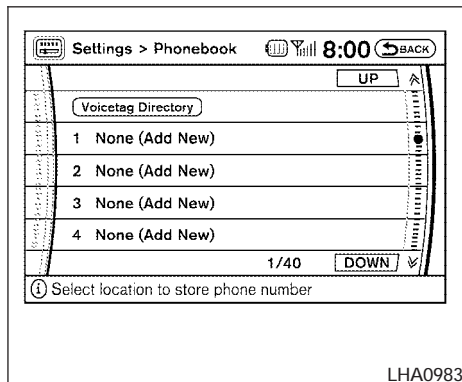 Settings > Phonebook 8:00 BACK
UP
Voicetag Directory
1 None (Add New)
2 None (Add New)
3 None (Add New)
4 None (Add New)
1/40 DOWN
i Select location to store phone number
LHA0983